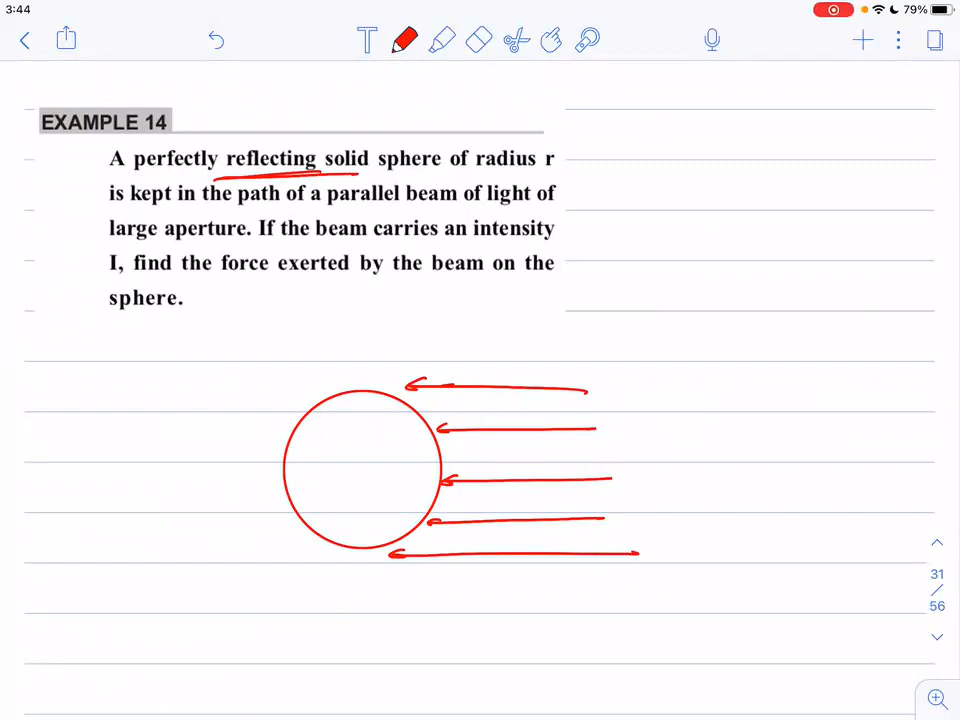 3:44
79%
T
EXAMPLE 14
A perfectly reflecting solid sphere of radius r
is kept in the path of a parallel beam of light of
large aperture. If the beam carries an intensity
I, find the force exerted by the beam on the
sphere.
31
/
56